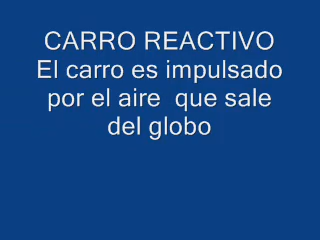 CARRO REACTIVO
El carro es impulsado
por el aire  que sale
del globo